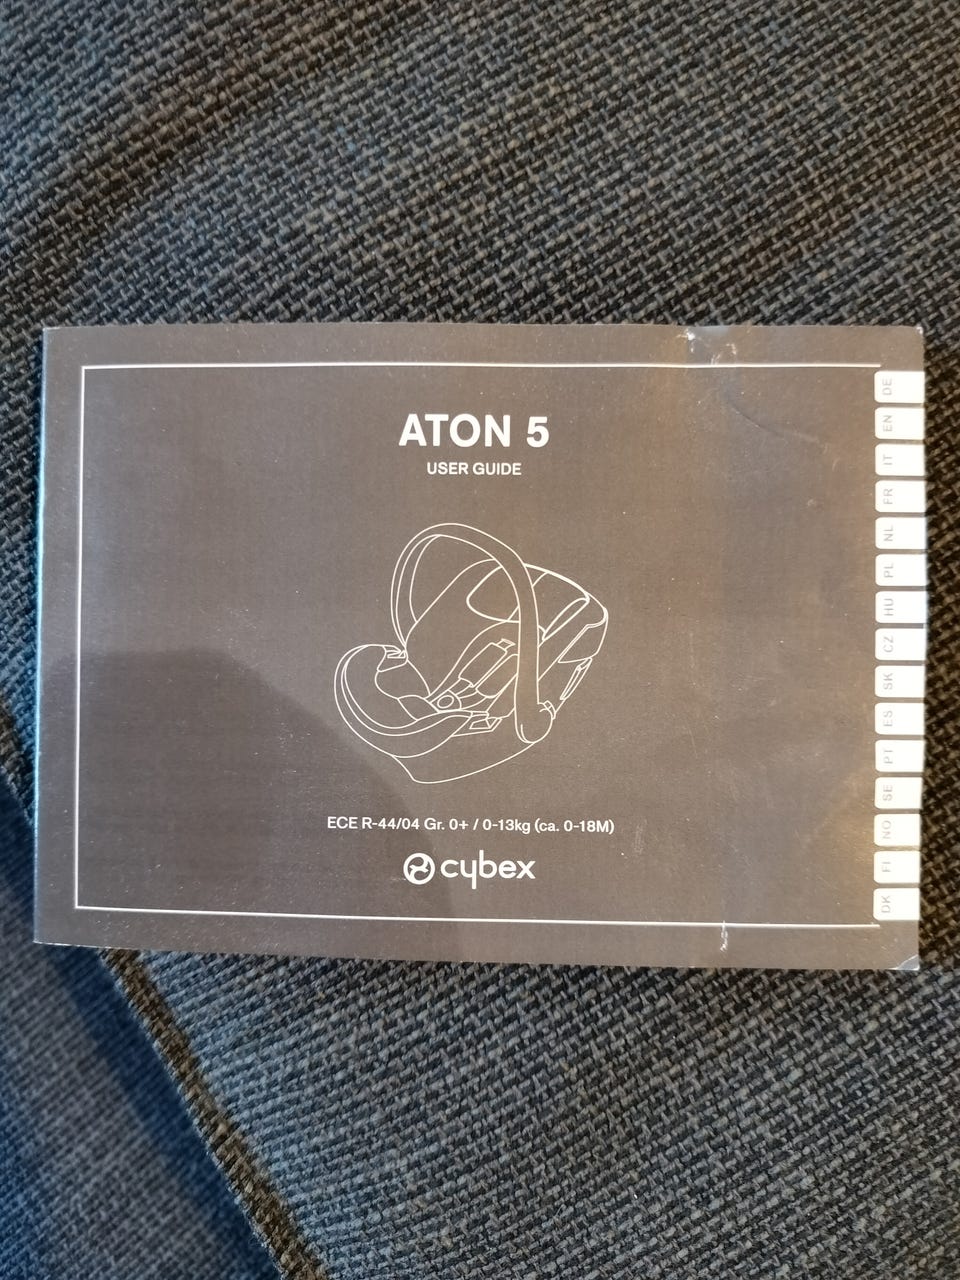 ATON 5
USER GUIDE
ECE R-44/04 Gr. 0+ / 0-13kg (ca. 0-18M)
cybex
DE
EN
IT
FR
NL
PL
HU
CZ
SK
ES
PT
SE
NO
FI
DK